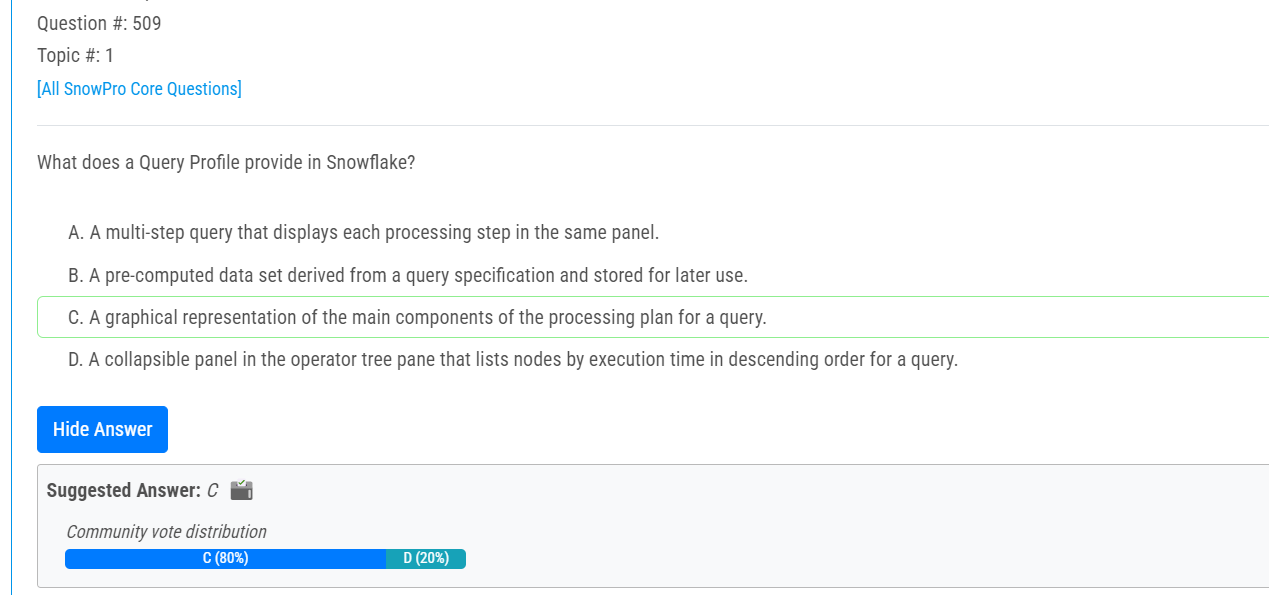 Question #: 509
Topic #: 1
[All SnowPro Core Questions]
What does a Query Profile provide in Snowflake?
A. A multi-step query that displays each processing step in the same panel.
B. A pre-computed data set derived from a query specification and stored for later use.
C. A graphical representation of the main components of the processing plan for a query.
D. A collapsible panel in the operator tree pane that lists nodes by execution time in descending order for a query.
Hide Answer
Suggested Answer: C
Community vote distribution
C (80%) D (20%)